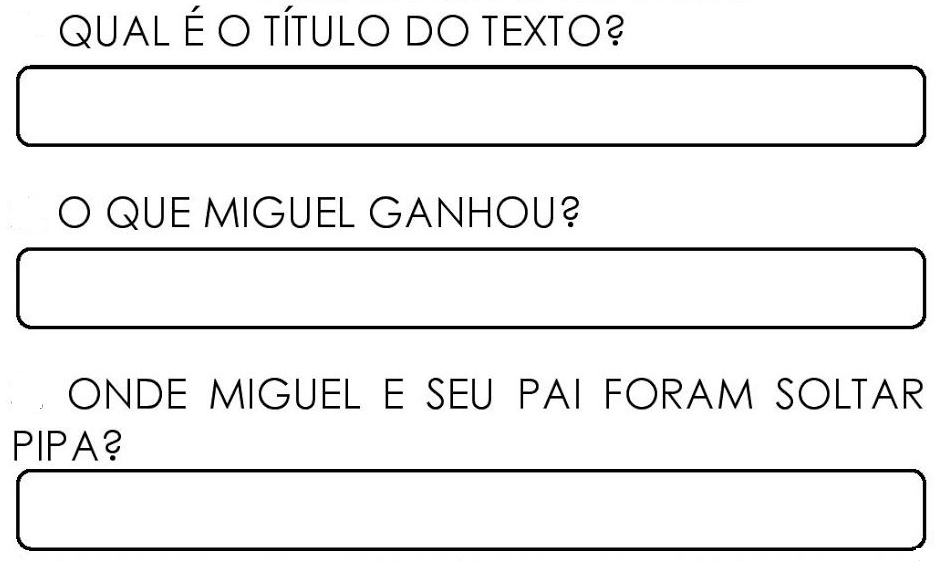 QUAL É O TÍTULO DO TEXTO?
O QUE MIGUEL GANHOU?
ONDE MIGUEL E SEU PAI FORAM SOLTAR
PIPA?